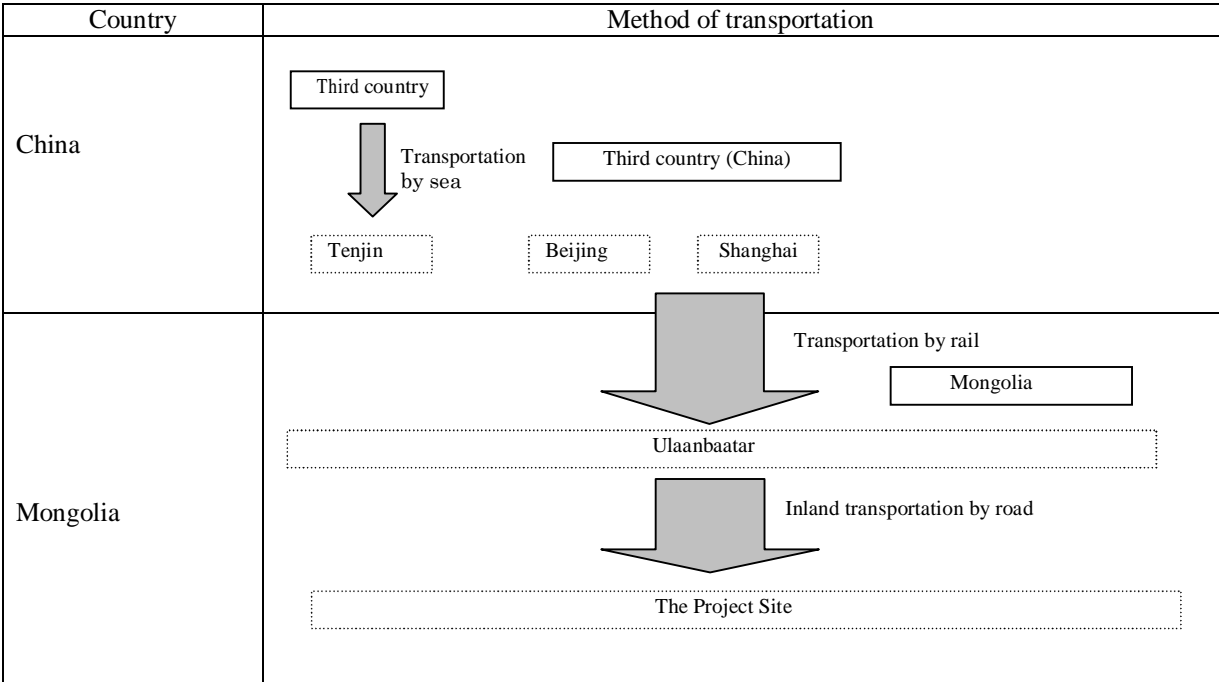 Country
Method of transportation
China
Third country
Transportation
by sea
Third country (China)
Tenjin
Beijing
Shanghai
Mongolia
Transportation by rail
Mongolia
Ulaanbaatar
Inland transportation by road
The Project Site